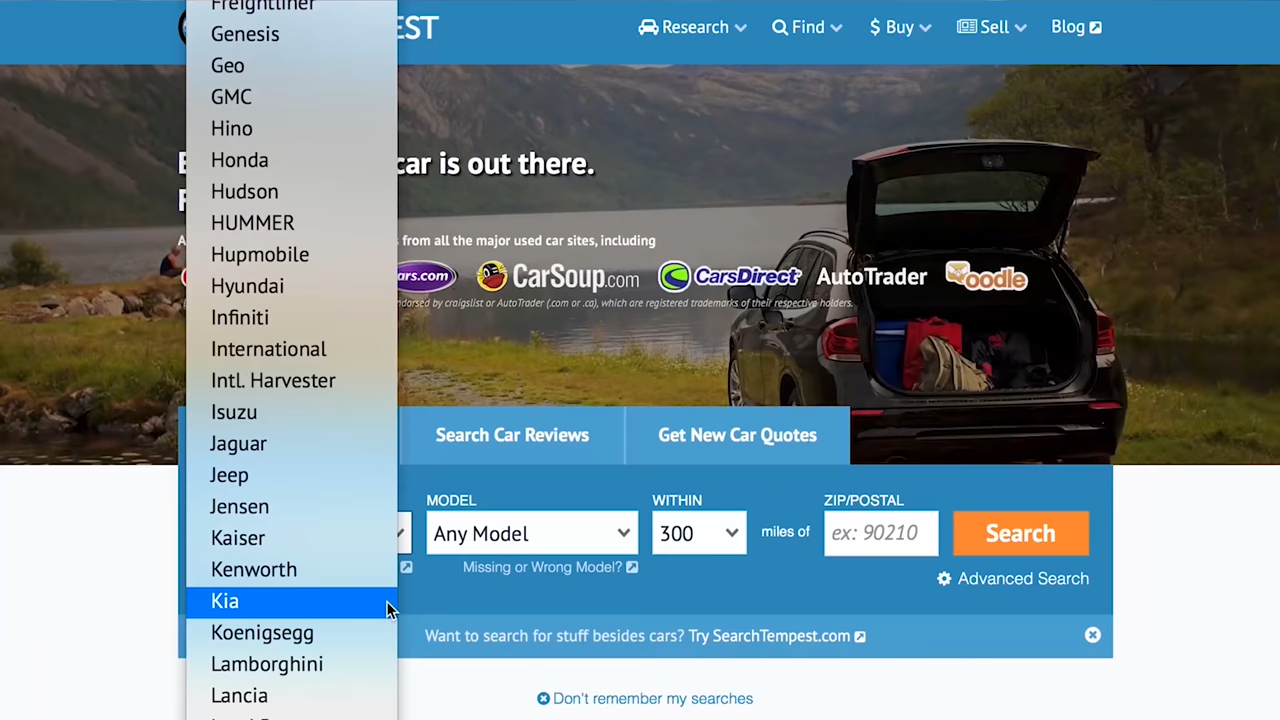 EST
Research
Find
$ Buy
Sell
Blog
Freightliner
Genesis
Geo
GMC
Hino
Honda
Hudson
HUMMER
Hupmobile
Hyundai
Infiniti
International
Intl. Harvester
Isuzu
Jaguar
Jeep
Jensen
Kaiser
Kenworth
Kia
Koenigsegg
Lamborghini
Lancia
car is out there.
from all the major used car sites, including
ars.com
CarSoup.com
CarsDirect
AutoTrader
oodle
endorsed by craigslist or AutoTrader (.com or .ca), which are registered trademarks of their respective holders.
Search Car Reviews
Get New Car Quotes
MODEL
WITHIN
ZIP/POSTAL
Any Model
300
miles of
ex: 90210
Search
Missing or Wrong Model?
Advanced Search
Want to search for stuff besides cars? Try SearchTempest.com
Don't remember my searches